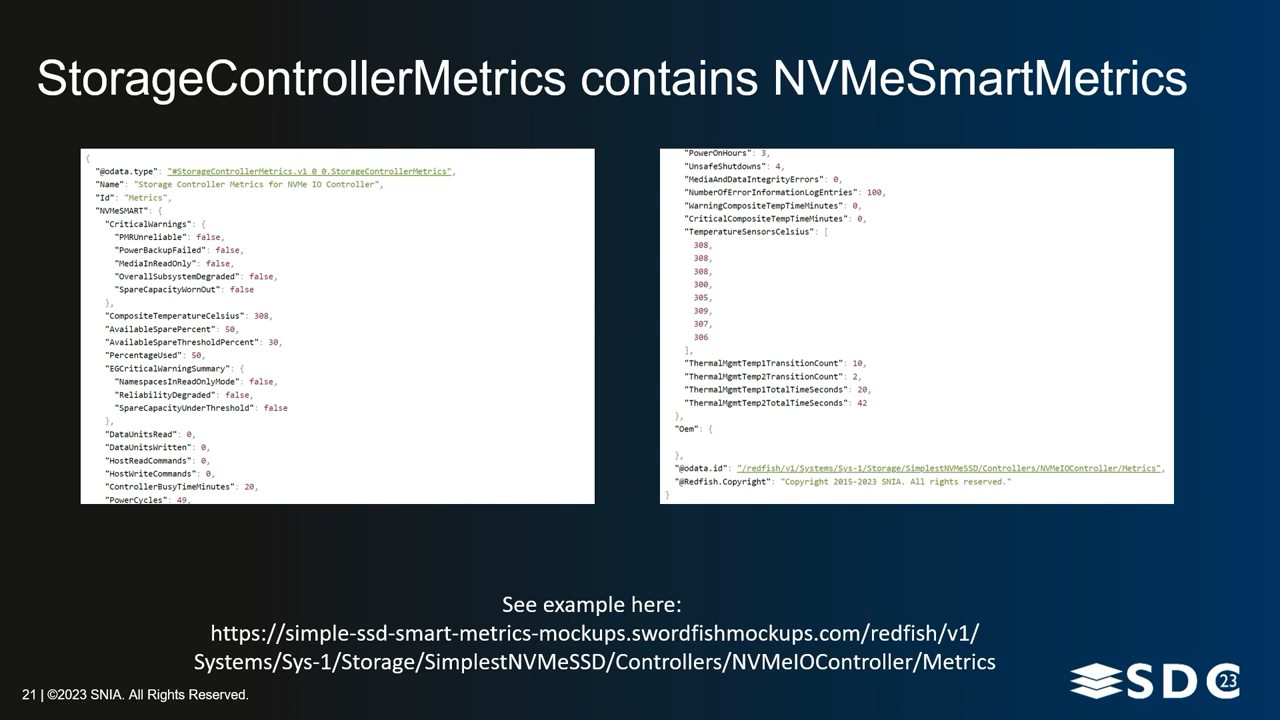 StorageControllerMetrics contains NVMeSmartMetrics
{
"@odata.type": "#StorageControllerMetrics.v1_0_0.StorageControllerMetrics",
"Name": "Storage Controller Metrics for NVMe IO Controller",
"Id": "Metrics",
"NVMeSMART": {
"CriticalWarnings": {
"PMRUnreliable": false,
"PowerBackupFailed": false,
"MediaInReadOnly": false,
"OverallSubsystemDegraded": false,
"SpareCapacityWornOut": false
},
"CompositeTemperatureCelsius": 308,
"AvailableSparePercent": 50,
"AvailableSpareThresholdPercent": 30,
"PercentageUsed": 50,
"EGCriticalWarningSummary": {
"NamespacesInReadOnlyMode": false,
"ReliabilityDegraded": false,
"SpareCapacityUnderThreshold": false
},
"DataUnitsRead": 0,
"DataUnitsWritten": 0,
"HostReadCommands": 0,
"HostWriteCommands": 0,
"ControllerBusyTimeMinutes": 20,
"PowerCycles": 49,
"PowerOnHours": 3,
"UnsafeShutdowns": 4,
"MediaAndDataIntegrityErrors": 0,
"NumberOfErrorInformationLogEntries": 100,
"WarningCompositeTempTimeMinutes": 0,
"CriticalCompositeTempTimeMinutes": 0,
"TemperatureSensorsCelsius": [
308,
308,
308,
300,
305,
309,
307,
306
],
"ThermalMgmtTemp1TransitionCount": 10,
"ThermalMgmtTemp2TransitionCount": 2,
"ThermalMgmtTemp1TotalTimeSeconds": 20,
"ThermalMgmtTemp2TotalTimeSeconds": 42
},
"Oem": {
},
"@odata.id": "/redfish/v1/Systems/Sys-1/Storage/SimplestNVMeSSD/Controllers/NVMeIOController/Metrics",
"@Redfish.Copyright": "Copyright 2015-2023 SNIA. All rights reserved."
}
See example here:
https://simple-ssd-smart-metrics-mockups.swordfishmockups.com/redfish/v1/
Systems/Sys-1/Storage/SimplestNVMeSSD/Controllers/NVMeIOController/Metrics
21 | ©2023 SNIA. All Rights Reserved.
SDC 23